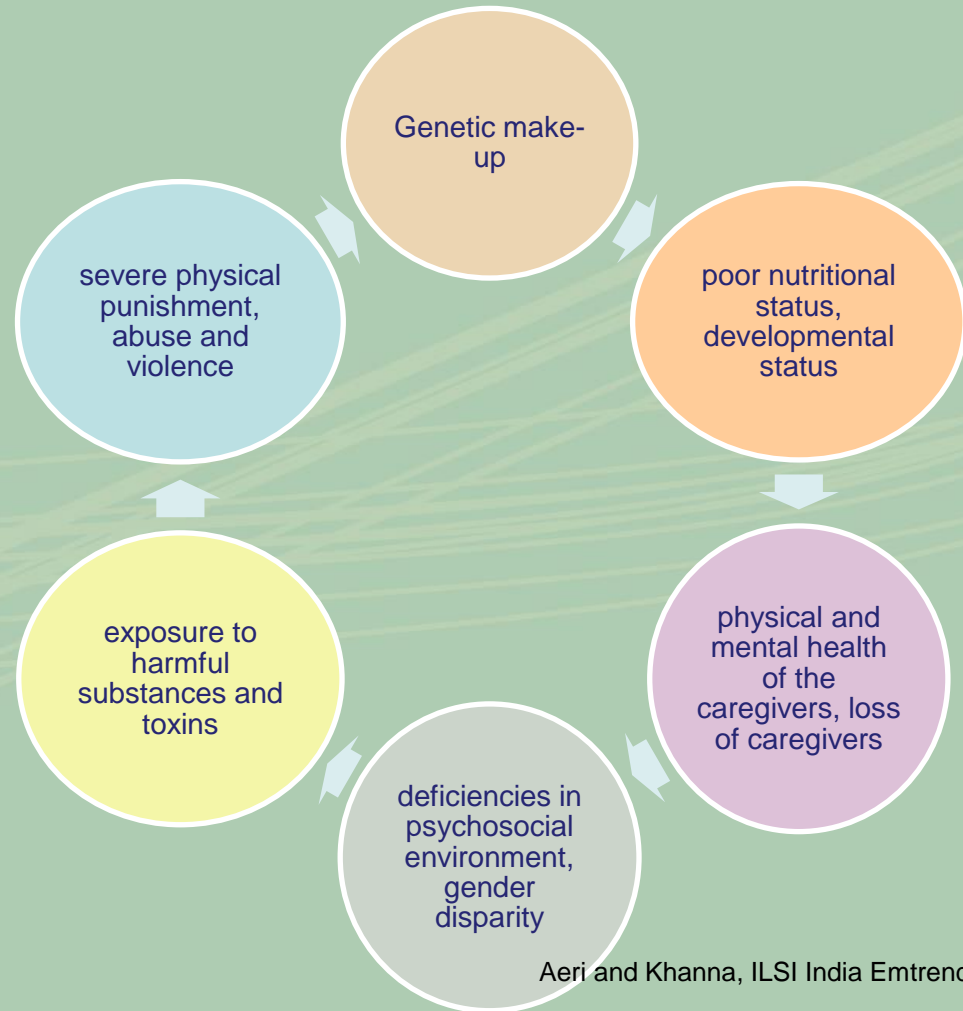 Genetic make-
up
poor nutritional
status,
developmental
status
physical and
mental health
of the
caregivers, loss
of caregivers
deficiencies in
psychosocial
environment,
gender
disparity
exposure to
harmful
substances and
toxins
severe physical
punishment,
abuse and
violence
Aeri and Khanna, ILSI India Emtrend